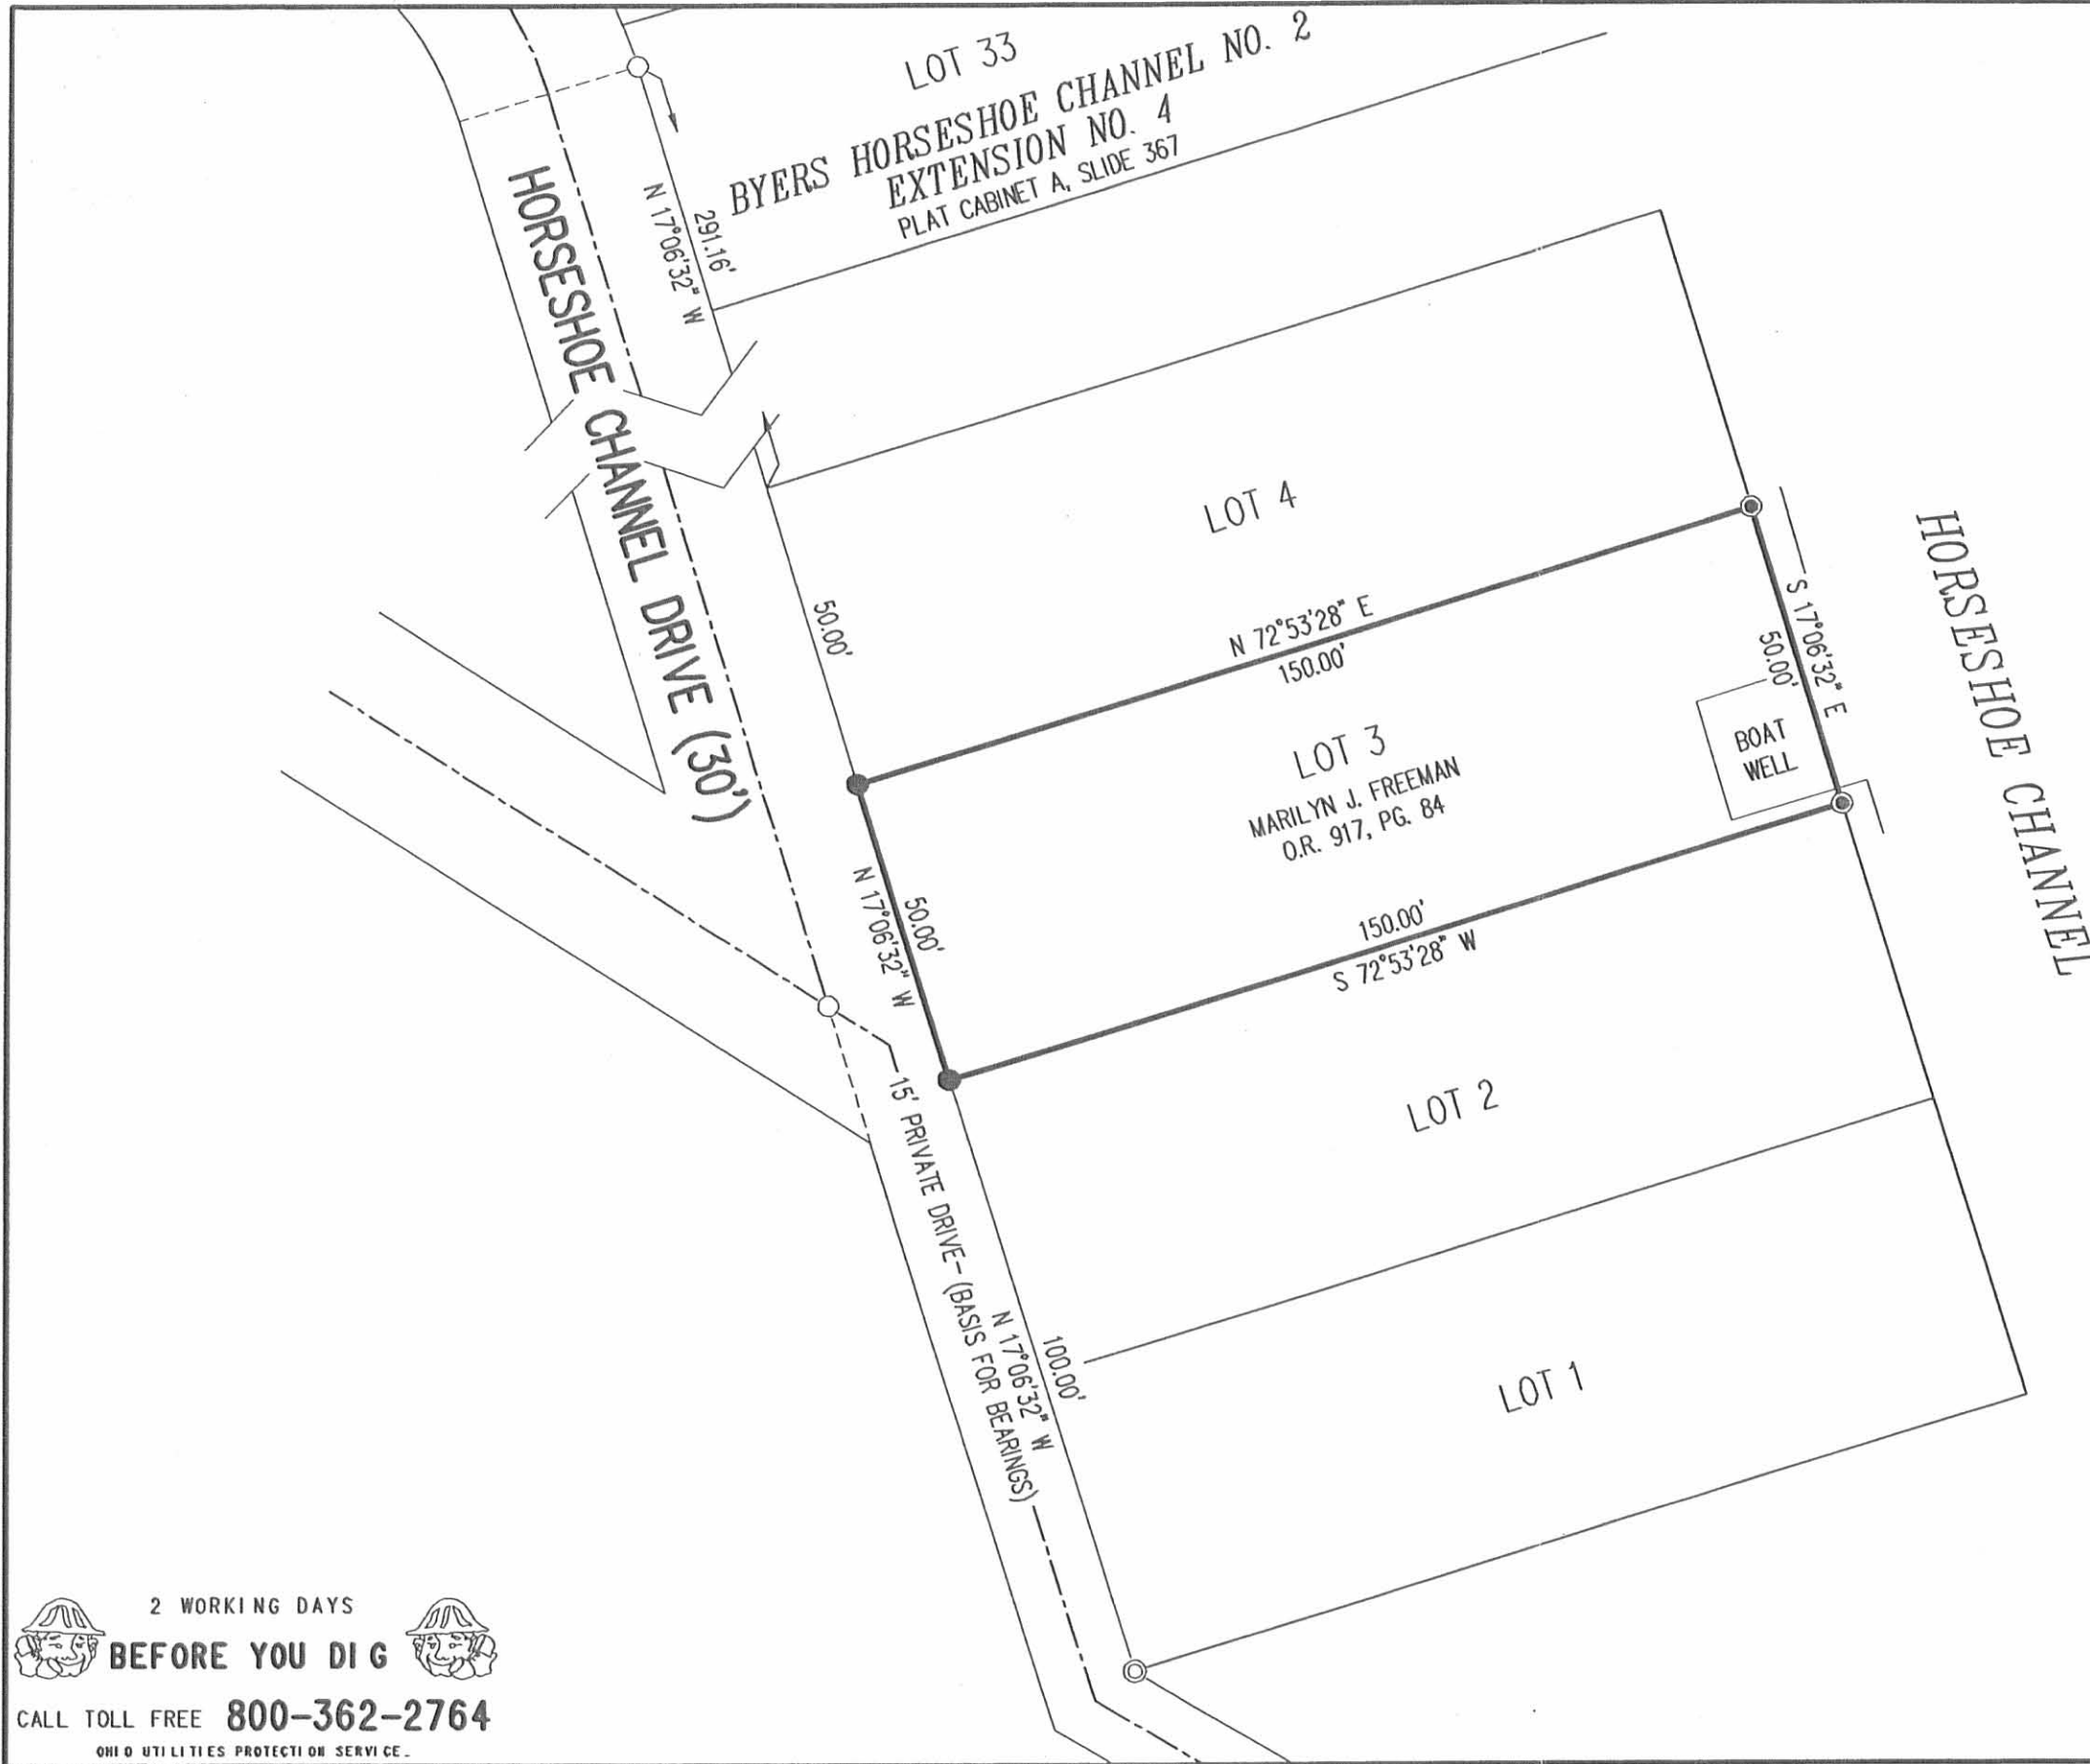 LOT 33
BYERS HORSESHOE CHANNEL NO. 2
EXTENSION NO. 4
PLAT CABINET A, SLIDE 367
291.16'
N 17°06'32" W
HORSESHOE CHANNEL DRIVE (30')
LOT 4
50.00'
N 72°53'28" E
150.00'
S 17°06'32" E
50.00'
HORSESHOE CHANNEL
BOAT
WELL
LOT 3
MARILYN J. FREEMAN
O.R. 917, PG. 84
50.00'
N 17°06'32" W
150.00'
S 72°53'28" W
LOT 2
15' PRIVATE DRIVE-(BASIS FOR BEARINGS)
100.00'
N 17°06'32" W
LOT 1
2 WORKING DAYS
BEFORE YOU DIG
CALL TOLL FREE 800-362-2764
OHIO UTILITIES PROTECTION SERVICE.